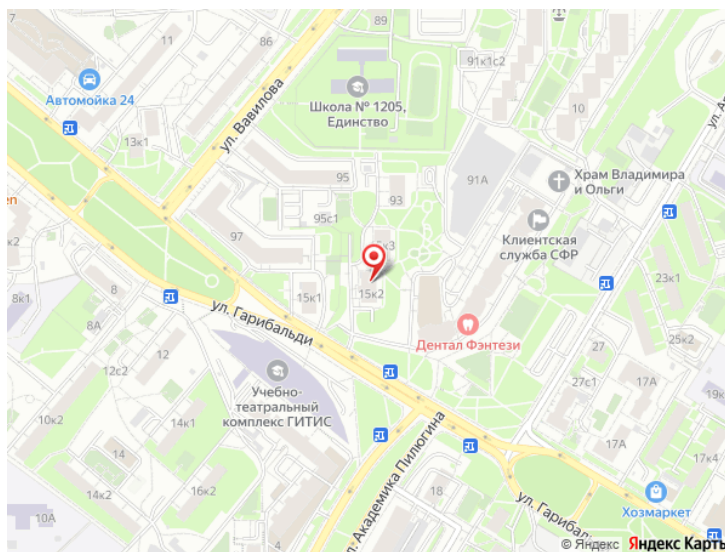 11
86
91к1с2
Автомойка 24
Школа № 1205,
Единство
10
13к1
ул. Вавилова
95
93
91А
Храм Владимира
и Ольги
95с1
97
Клиентская
служба СФР
8к1
8
15к1
15к2
23к1
8А
ул. Гарибальди
Дентал Фэнтези
27
25к2
12
12с2
Учебно-
театральный
комплекс ГИТИС
27с1
17А
10к2
14к1
17А
27к4
14
16к2
18
ул. Академика Пилюгина
14к2
10А
Хозмаркет
ул. Гарибальди
© Яндекс Яндекс Карты